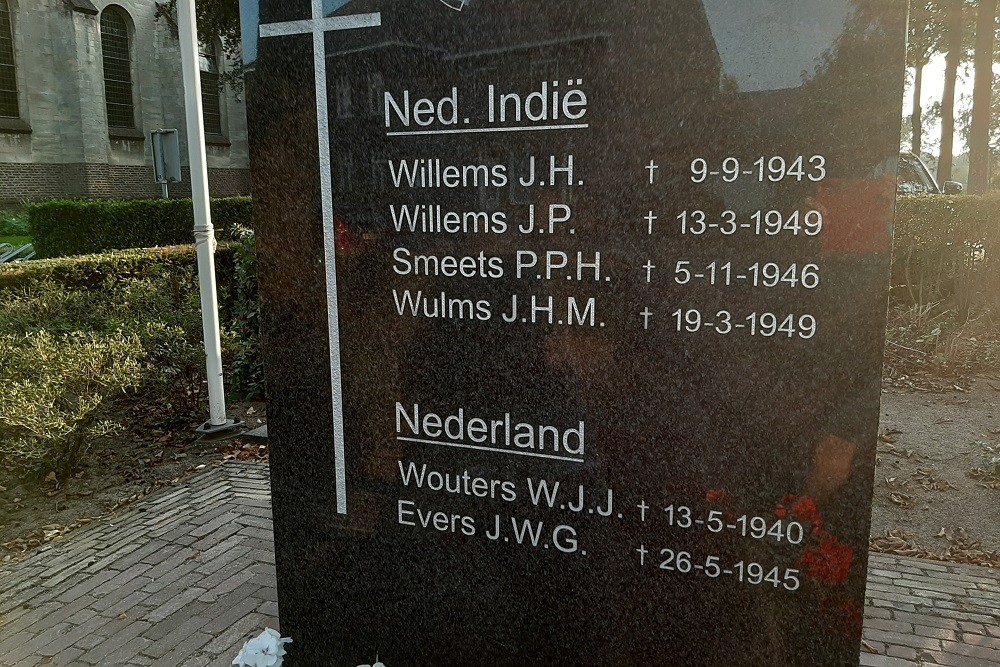 Ned. Indië
Willems J.H. † 9-9-1943
Willems J.P. † 13-3-1949
Smeets P.P.H. † 5-11-1946
Wulms J.H.M. † 19-3-1949
Nederland
Wouters W.J.J. † 13-5-1940
Evers J.W.G. † 26-5-1945